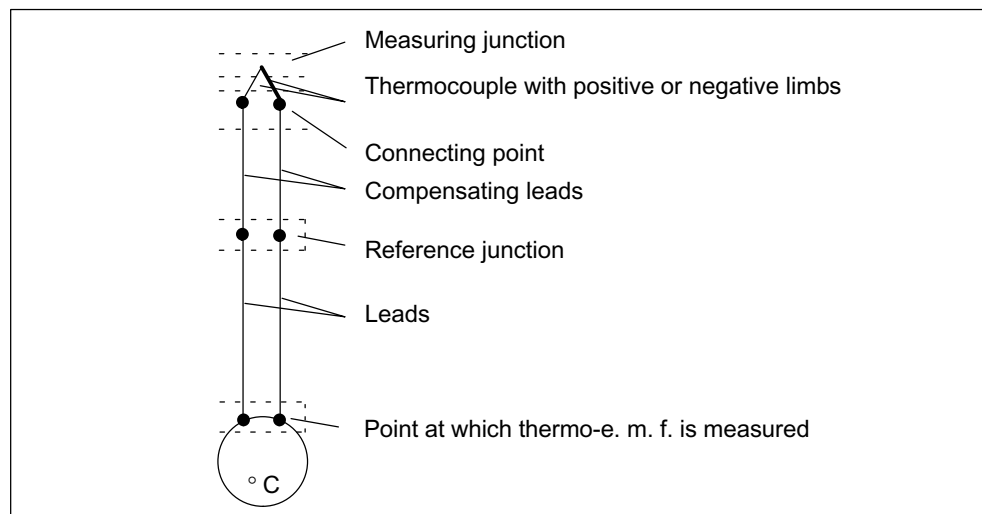 Measuring junction
Thermocouple with positive or negative limbs
Connecting point
Compensating leads
Reference junction
Leads
Point at which thermo-e. m. f. is measured
° C